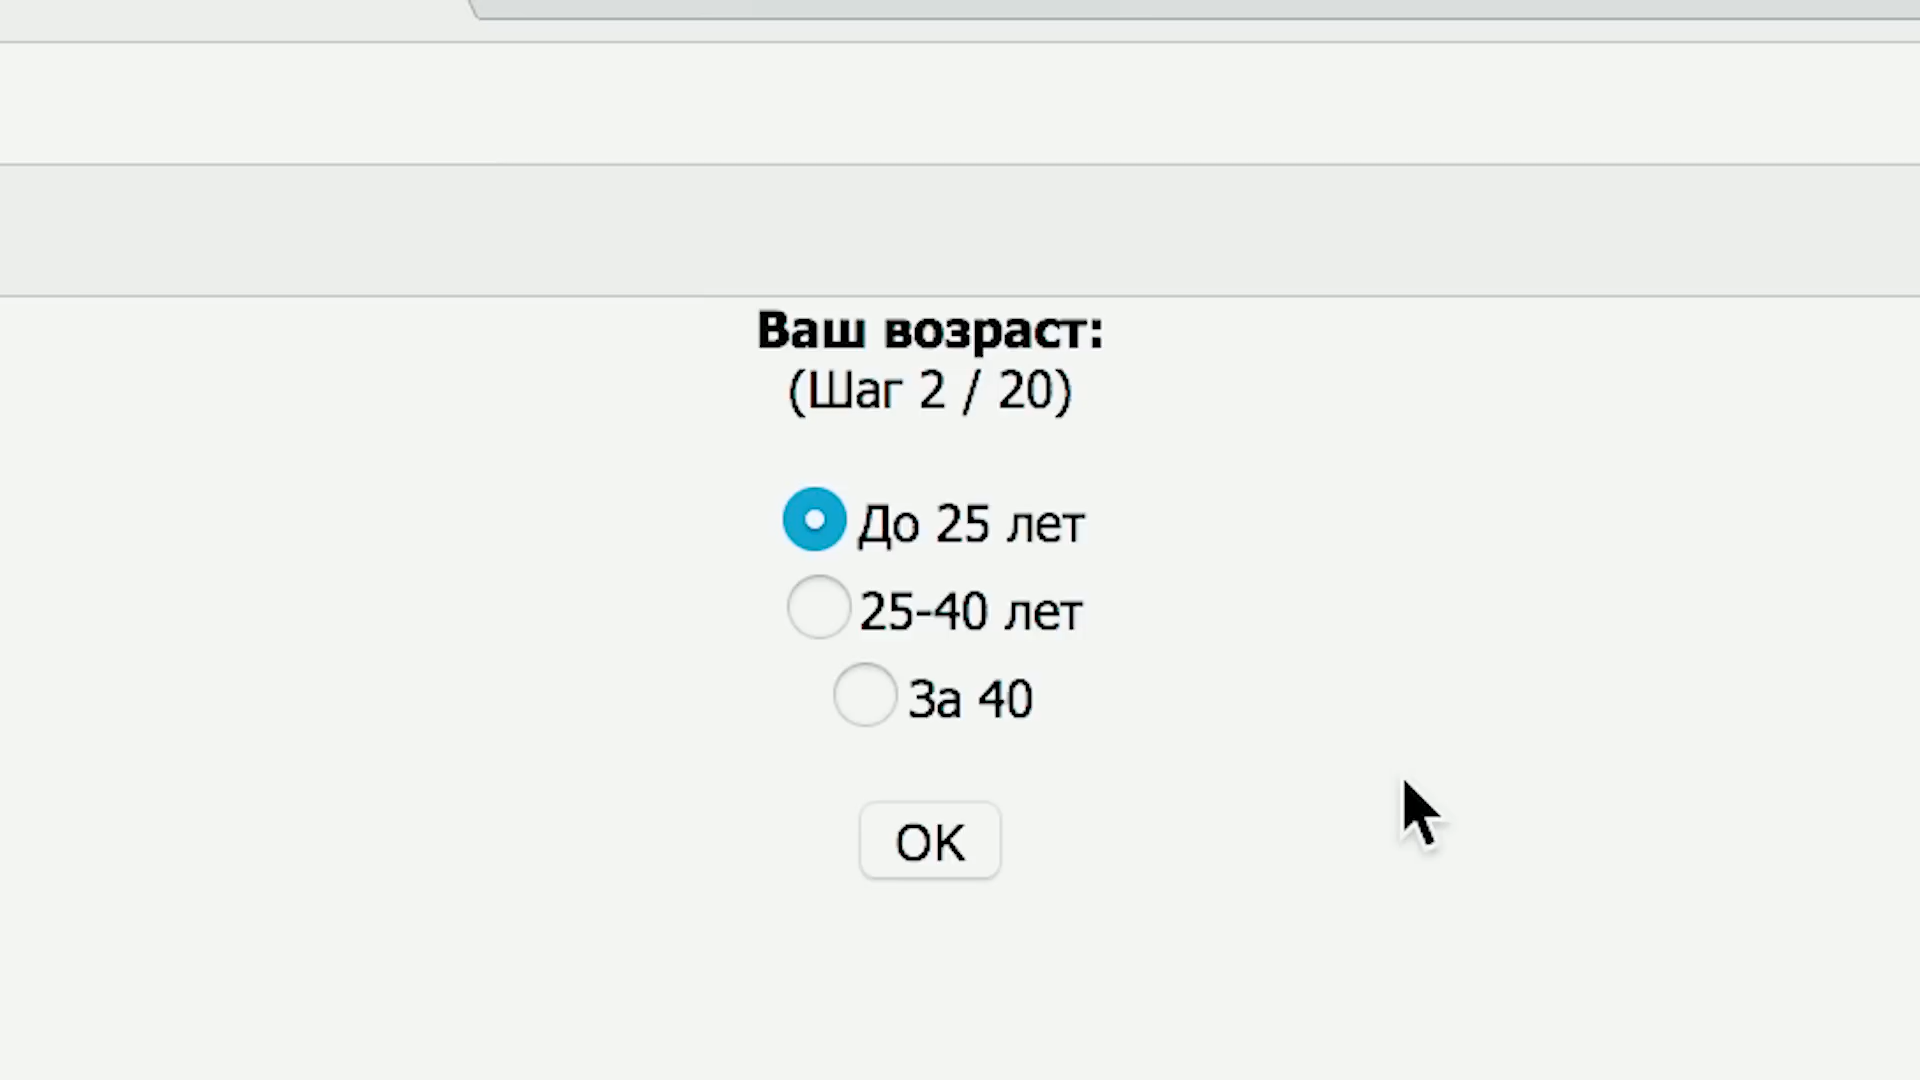 Ваш возраст:
(Шаг 2 / 20)
До 25 лет
25-40 лет
За 40
OK